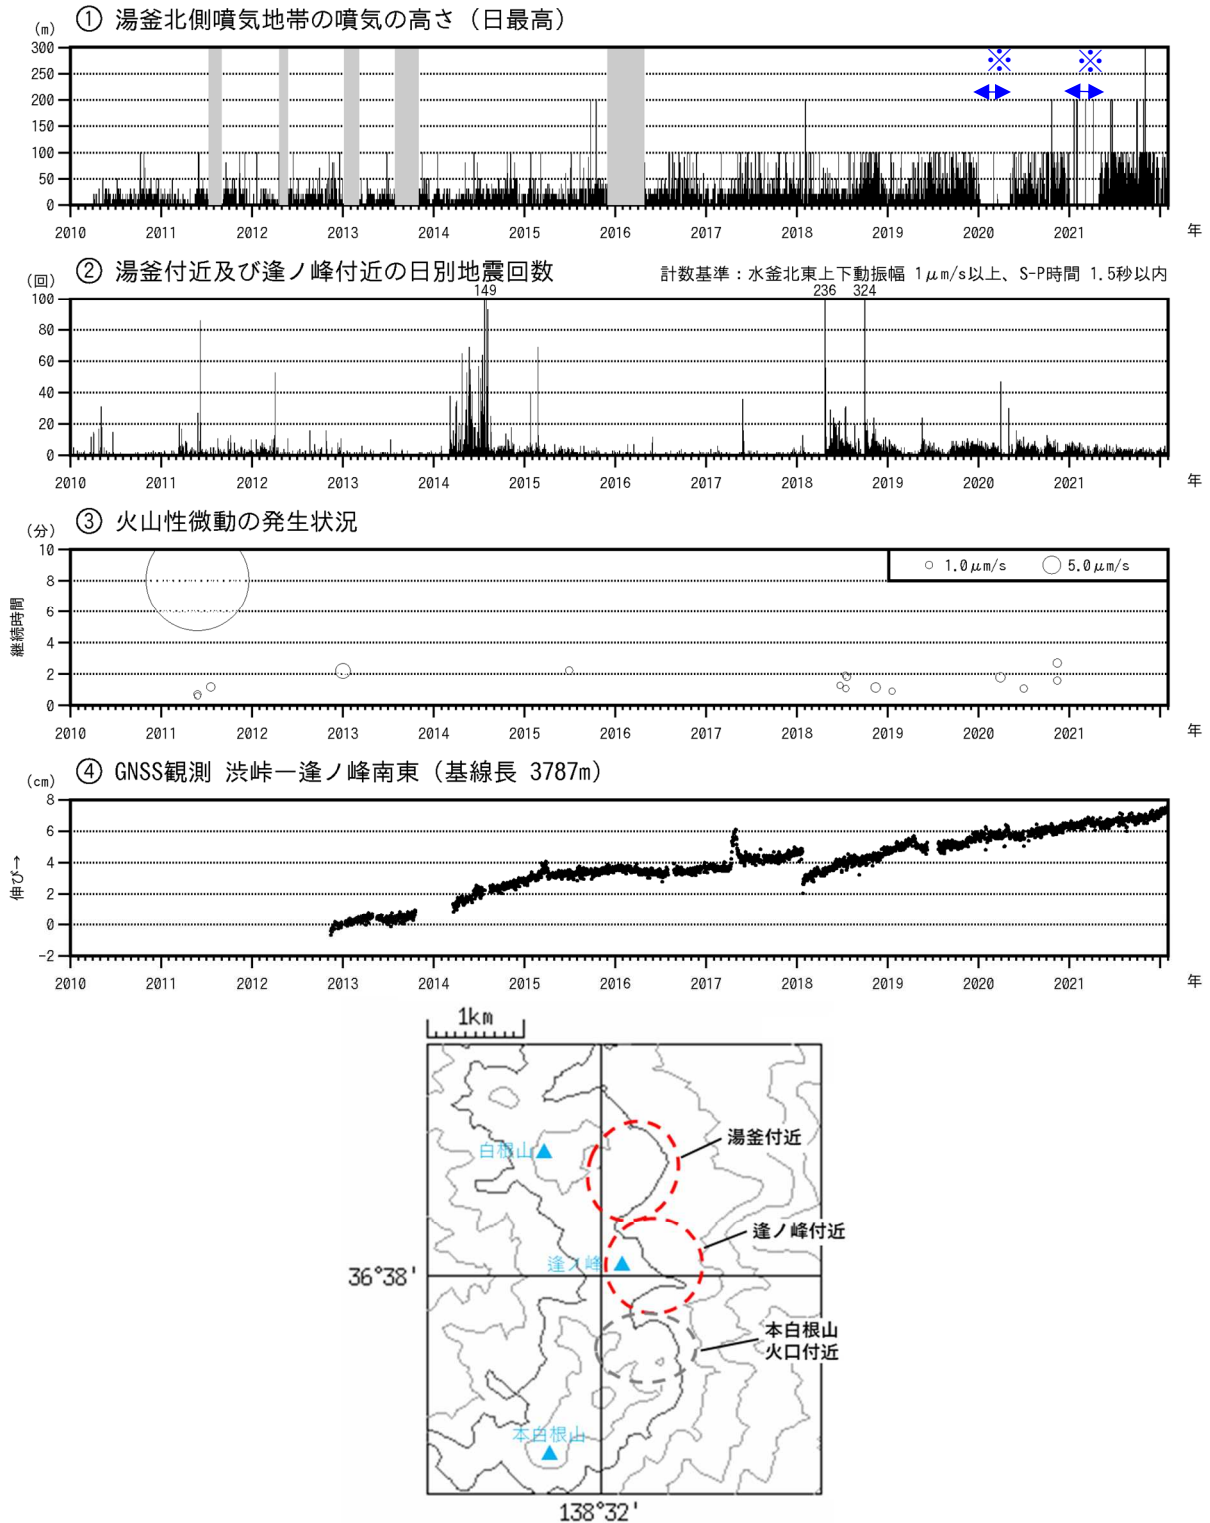 ① 湯釜北側噴気地帯の噴気の高さ（日最高）
(m)
300
250
200
150
100
50
0
※ ※
2010 2011 2012 2013 2014 2015 2016 2017 2018 2019 2020 2021 年
② 湯釜付近及び逢ノ峰付近の日別地震回数
計数基準：水釜北東上下動振幅 1μm/s以上、S-P時間 1.5秒以内
(回)
149 236 324
100
80
60
40
20
0
2010 2011 2012 2013 2014 2015 2016 2017 2018 2019 2020 2021 年
③ 火山性微動の発生状況
(分)
継続時間
10
8
6
4
2
0
1.0μm/s 5.0μm/s
2010 2011 2012 2013 2014 2015 2016 2017 2018 2019 2020 2021 年
④ GNSS観測 渋峠―逢ノ峰南東（基線長 3787m）
(cm)
伸び→
8
6
4
2
0
-2
2010 2011 2012 2013 2014 2015 2016 2017 2018 2019 2020 2021 年
1km
湯釜付近
白根山
逢ノ峰付近
逢ノ峰
36°38'
本白根山
火口付近
本白根山
138°32'